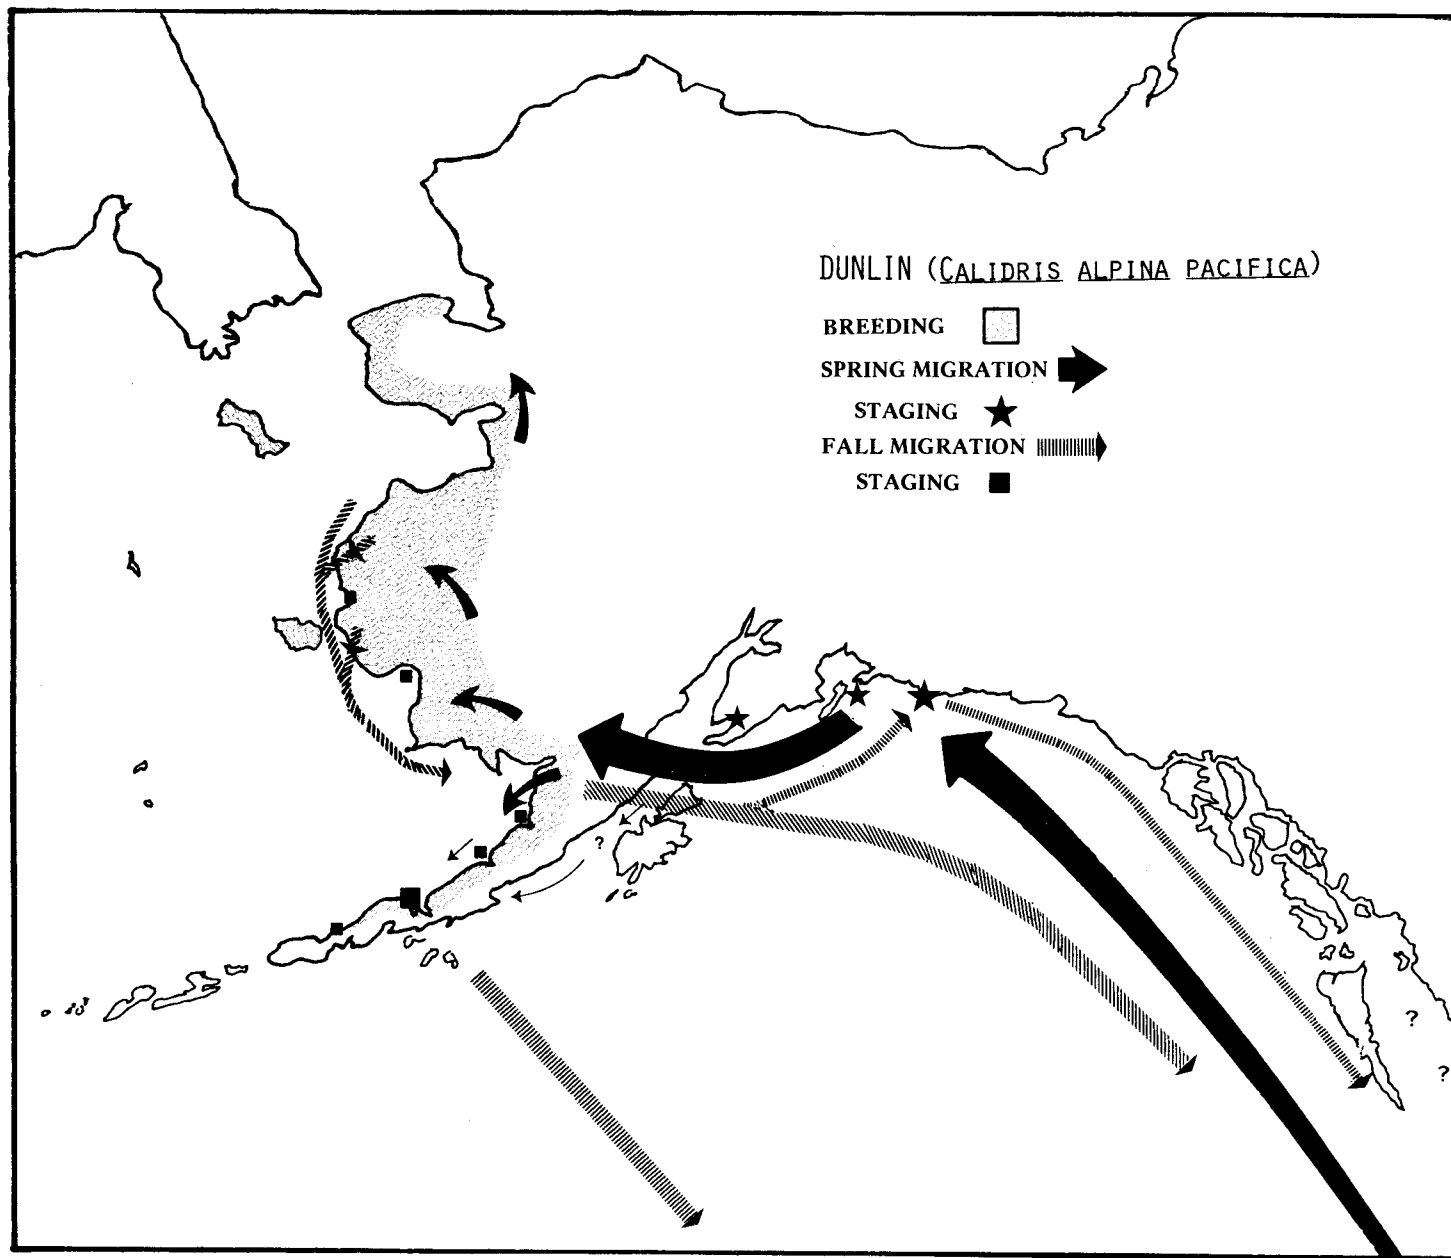 DUNLIN (CALIDRIS ALPINA PACIFICA)
BREEDING
SPRING MIGRATION
STAGING
FALL MIGRATION
STAGING
?
?
?